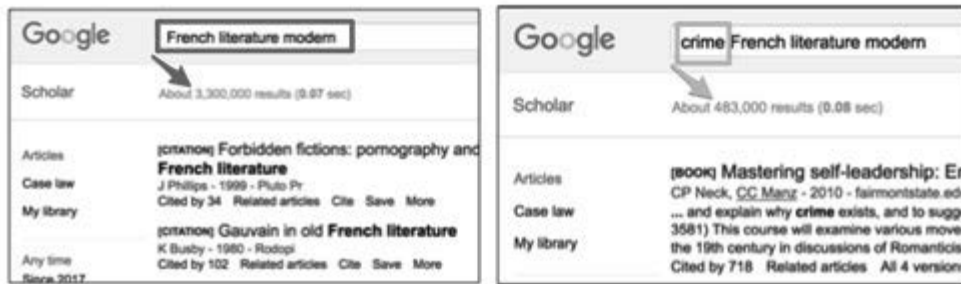 Google
French literature modern
Scholar
About 3,300,000 results (0.07 sec)
Articles
Case law
My library
Any time
Since 2017
[CITATION] Forbidden fictions: pornography and
French literature
J Phillips - 1999 - Pluto Pr
Cited by 34 Related articles Cite Save More
[CITATION] Gauvain in old French literature
K Busby - 1980 - Rodopi
Cited by 102 Related articles Cite Save More
Google
crime French literature modern
Scholar
About 483,000 results (0.08 sec)
Articles
Case law
My library
[BOOK] Mastering self-leadership: Em
CP Neck, CC Manz - 2010 - fairmontstate.edu
... and explain why crime exists, and to sugge
3581) This course will examine various move
the 19th century in discussions of Romanticis
Cited by 718 Related articles All 4 versions